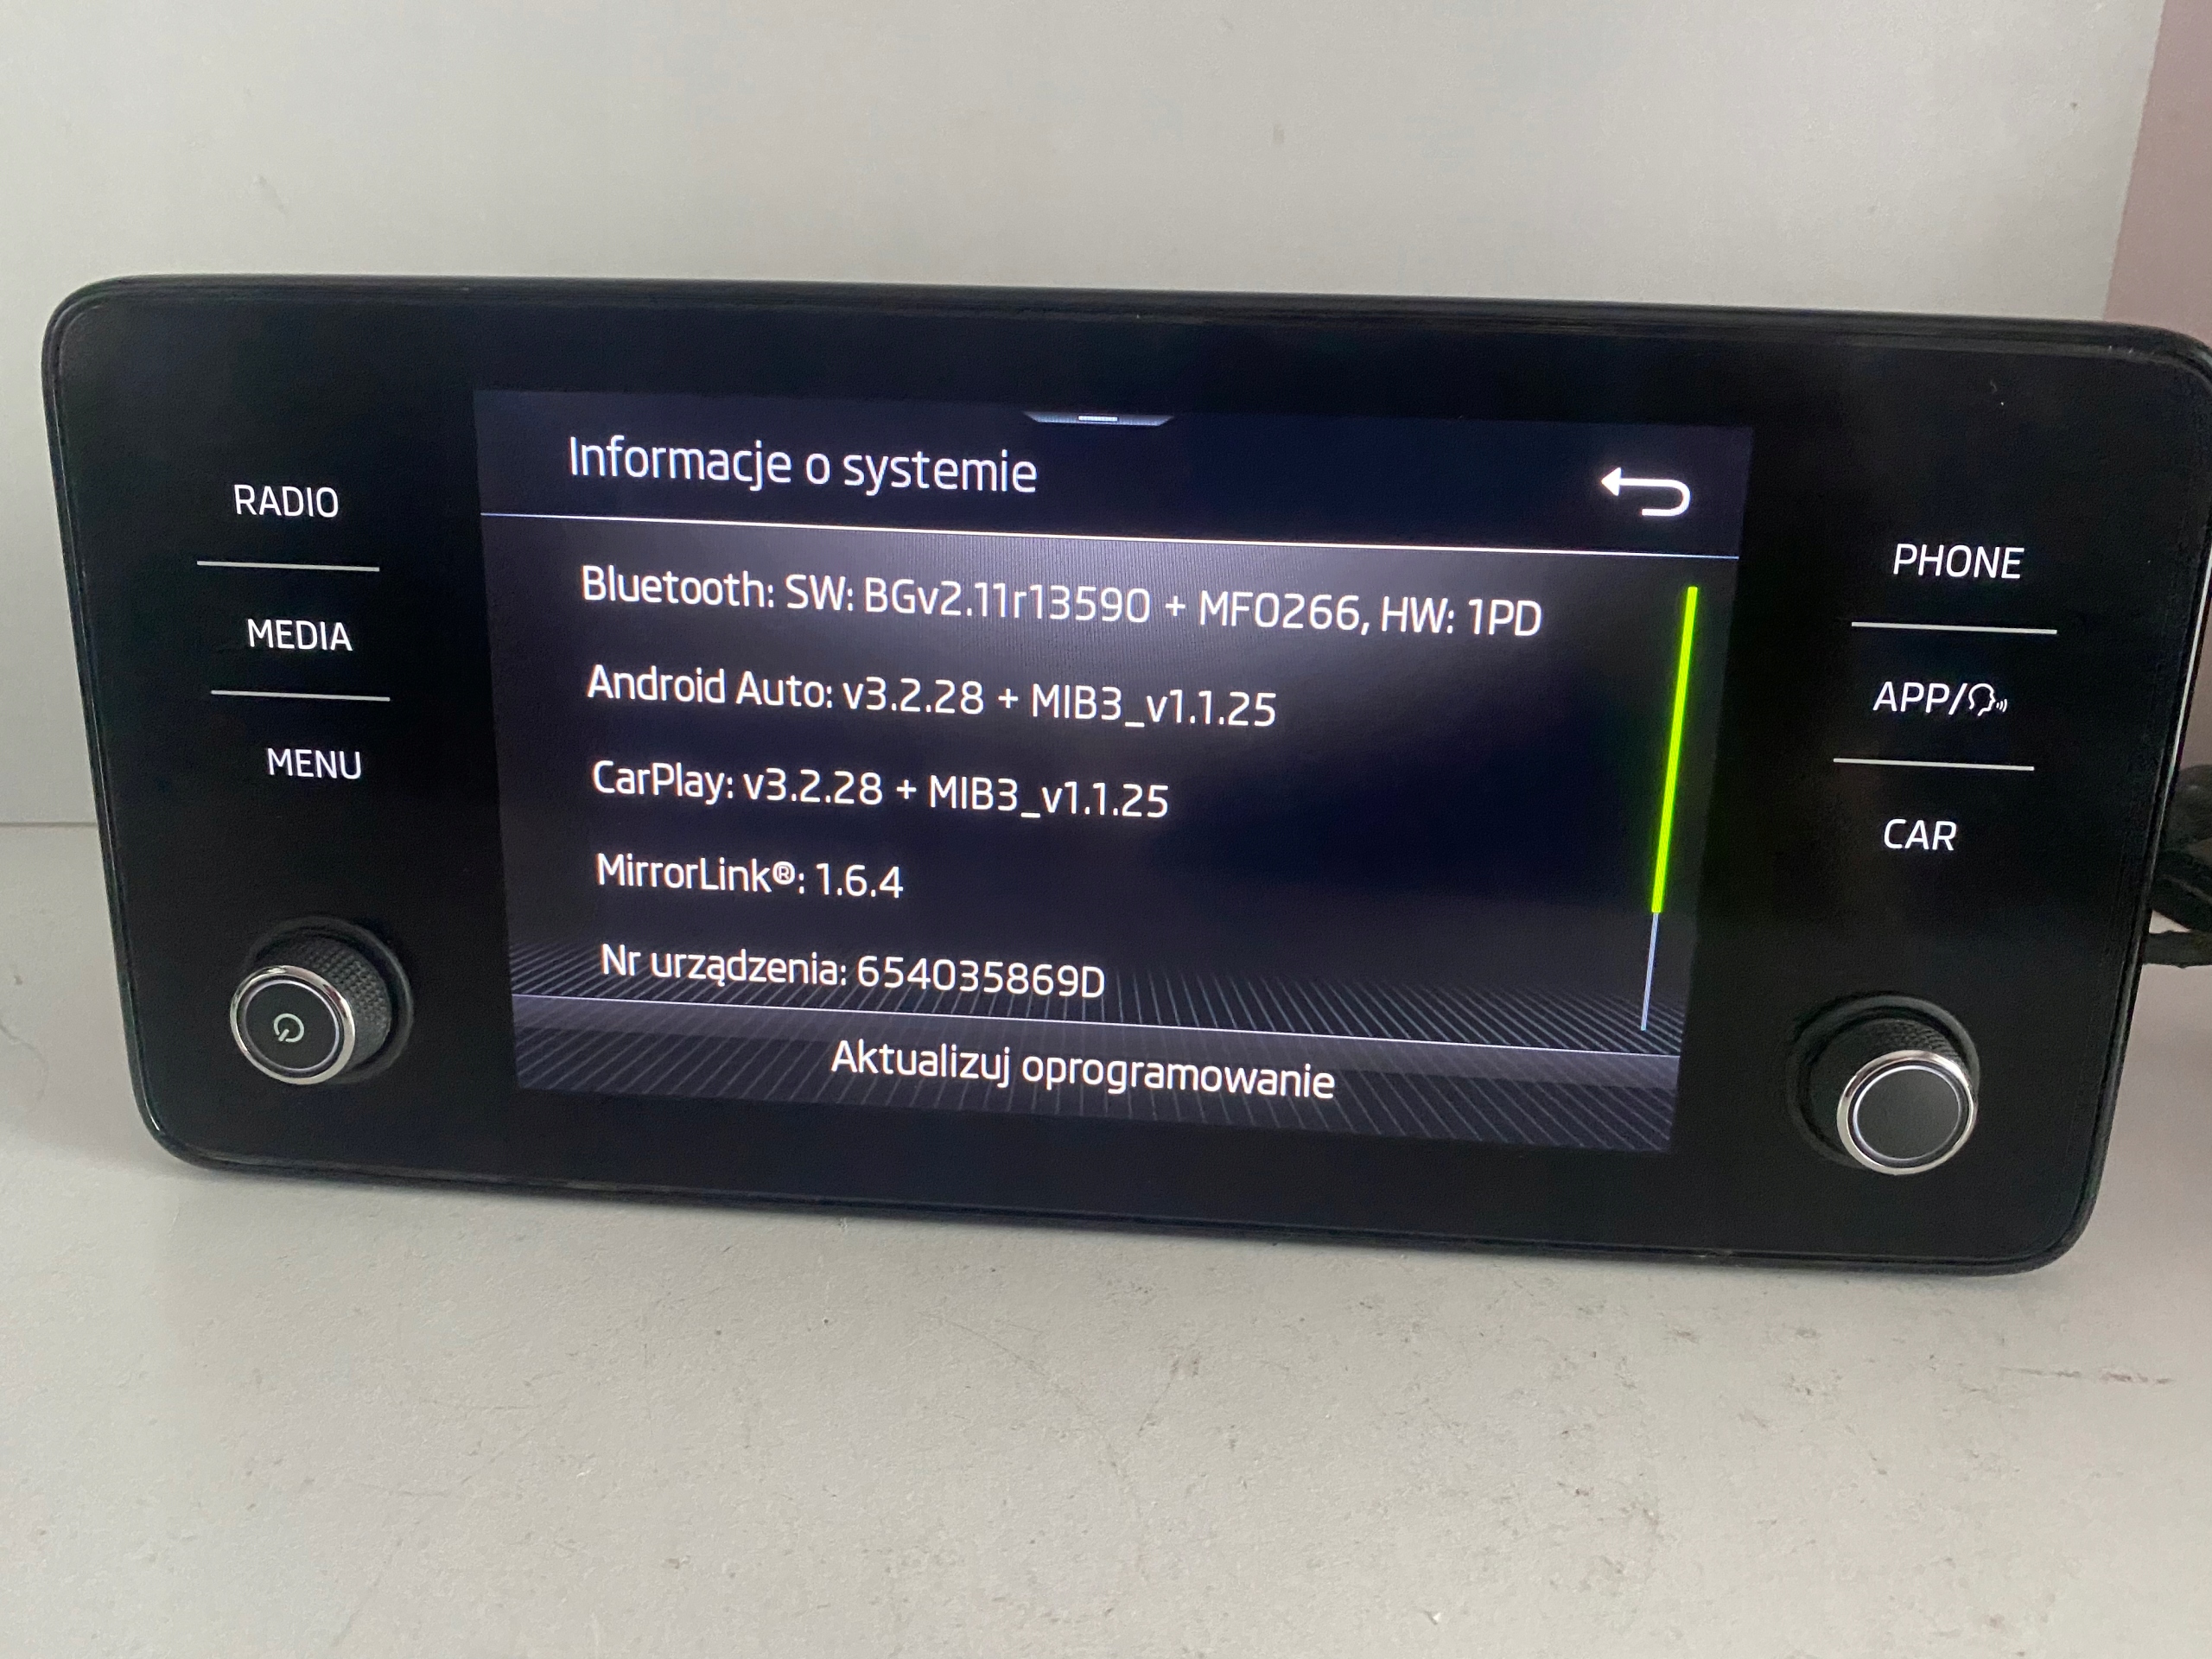 RADIO
MEDIA
MENU
Informacje o systemie
Bluetooth: SW: BGv2.11r13590 + MF0266, HW: 1PD
Android Auto: v3.2.28 + MIB3_v1.1.25
CarPlay: v3.2.28 + MIB3_v1.1.25
MirrorLink®: 1.6.4
Nr urządzenia: 654035869D
Aktualizuj oprogramowanie
PHONE
APP/
CAR